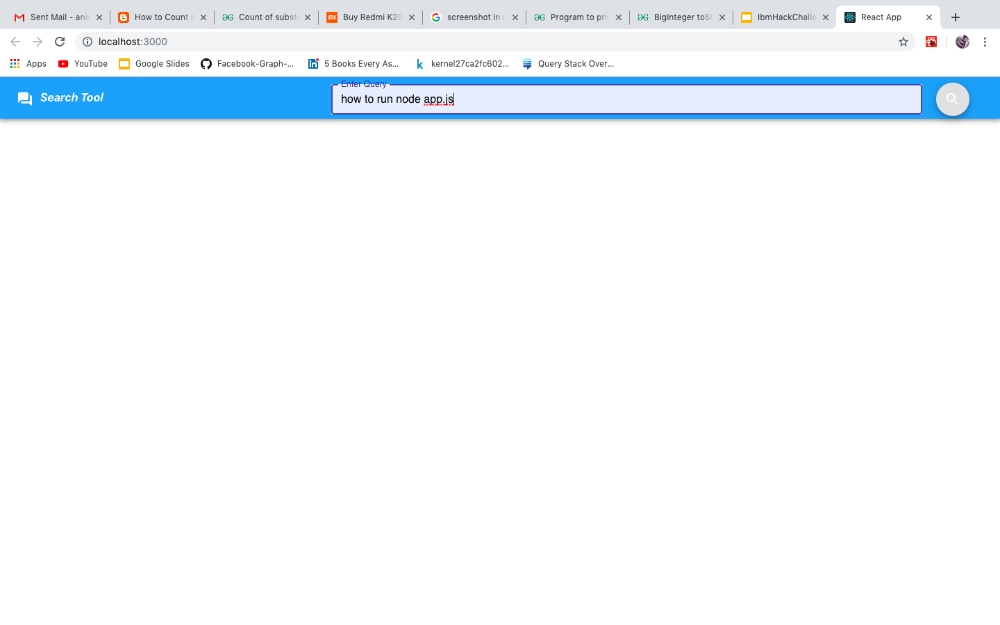 Sent Mail - anir
How to Count n
Count of subst
Buy Redmi K20
screenshot in m
Program to prin
BigInteger toSt
IbmHackChalle
React App
localhost:3000
Apps
YouTube
Google Slides
Facebook-Graph-...
5 Books Every As...
kernel27ca2fc602...
Query Stack Over...
Search Tool
Enter Query
how to run node app.js